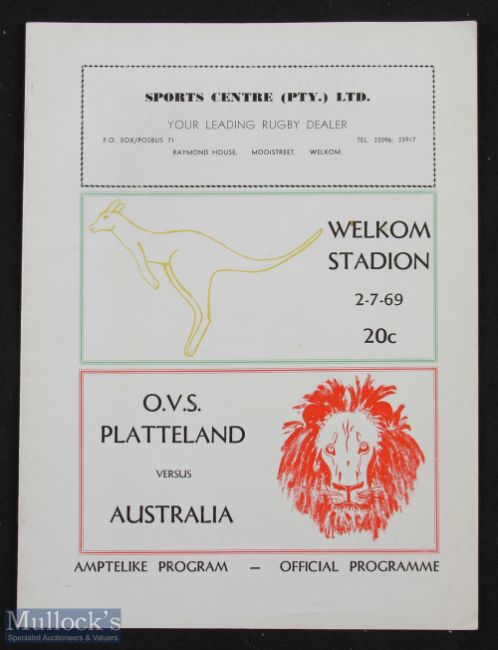 SPORTS CENTRE (PTY.) LTD.
YOUR LEADING RUGBY DEALER
P.O. BOX/POSBUS 71 TEL. 22096; 23917
RAYMOND HOUSE, MOOISTREET, WELKOM.
WELKOM
STADION
2-7-69
20c
O.V.S.
PLATTELAND
VERSUS
AUSTRALIA
AMPTELIKE PROGRAM — OFFICIAL PROGRAMME
Mullock's
Specialist Auctioneers & Valuers